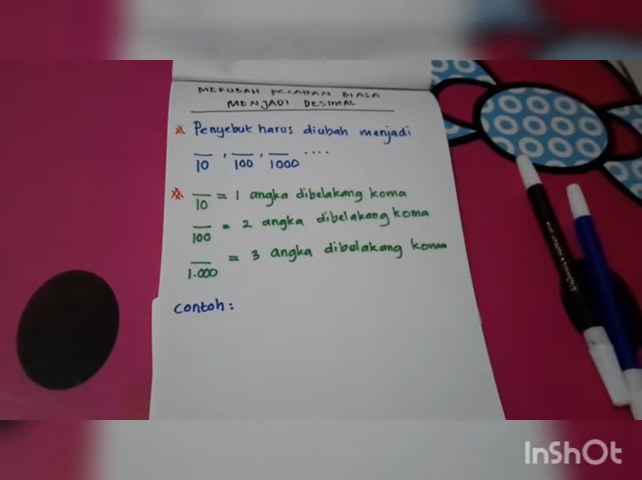 MERUBAH PECAHAN BIASA
MENJADI DESIMAL
※ Penyebut harus diubah menjadi
―/10 , ―/100 , ―/1000 ....
※ ―/10 = 1 angka dibelakang koma
―/100 = 2 angka dibelakang koma
―/1.000 = 3 angka dibelakang koma
contoh:
InShOt